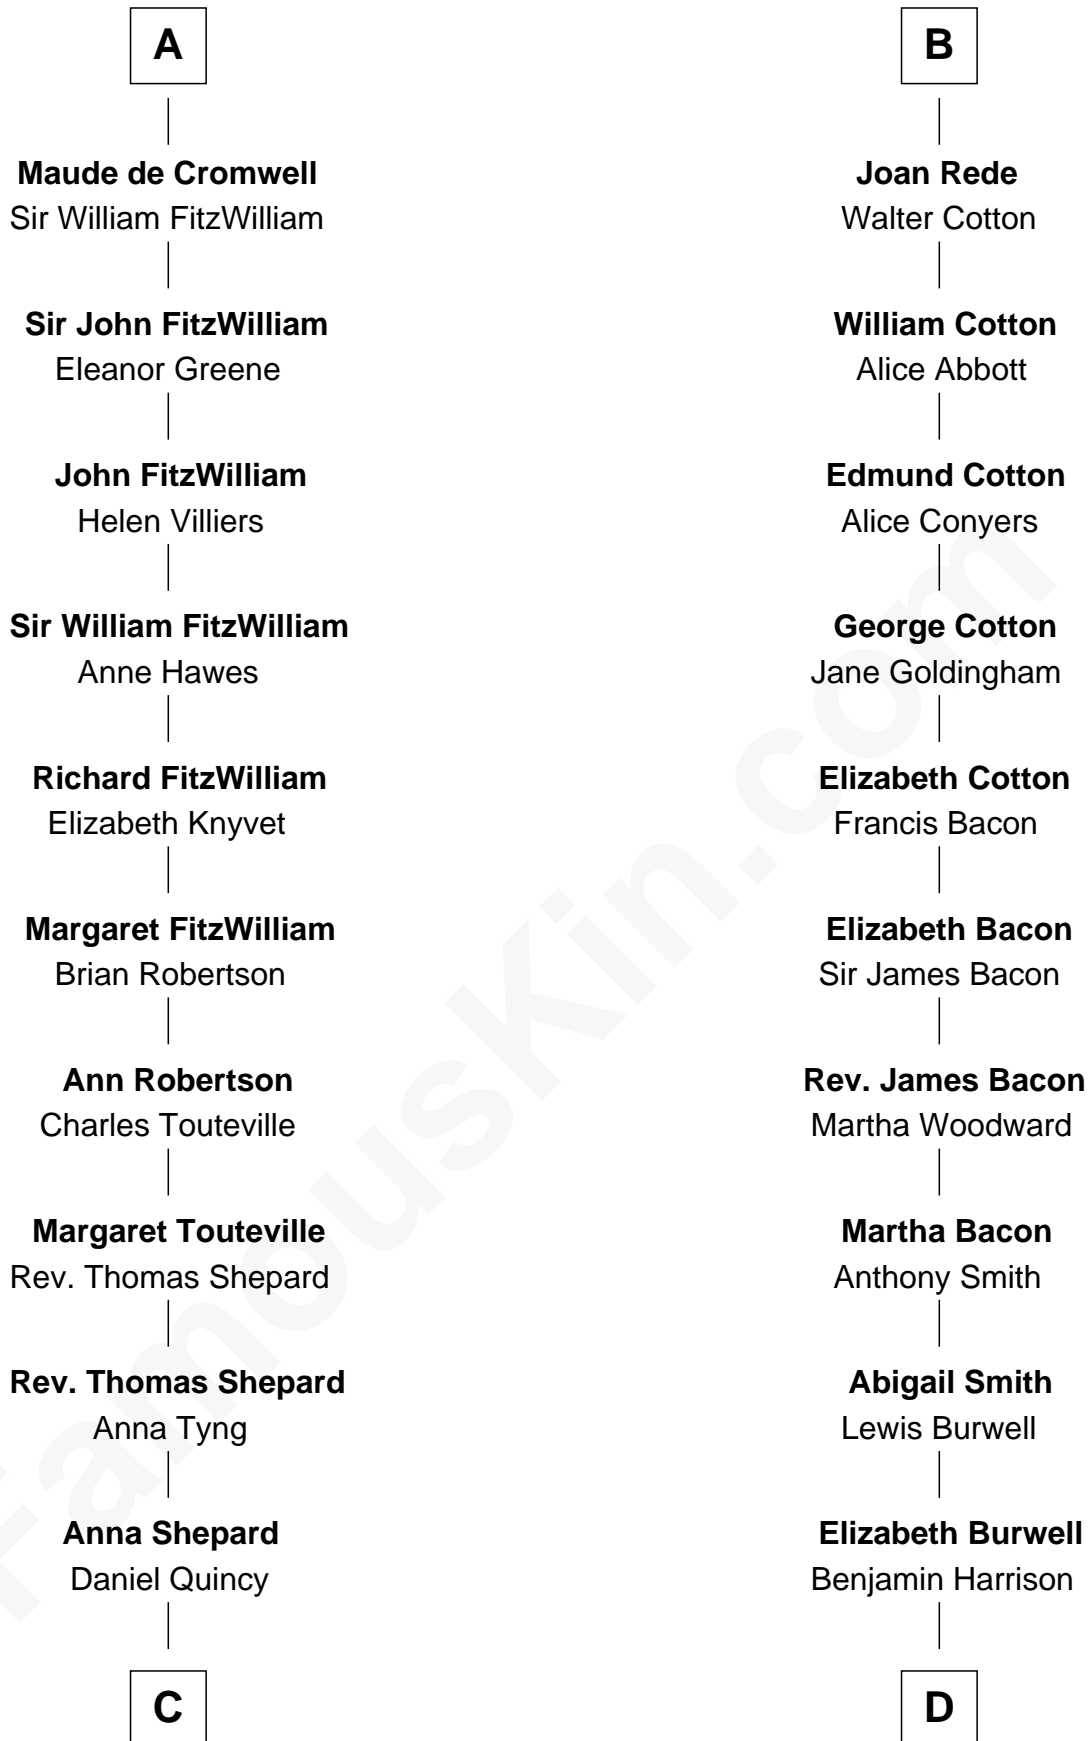 A
Maude de Cromwell
Sir William FitzWilliam
Sir John FitzWilliam
Eleanor Greene
John FitzWilliam
Helen Villiers
Sir William FitzWilliam
Anne Hawes
Richard FitzWilliam
Elizabeth Knyvet
Margaret FitzWilliam
Brian Robertson
Ann Robertson
Charles Touteville
Margaret Touteville
Rev. Thomas Shepard
Rev. Thomas Shepard
Anna Tyng
Anna Shepard
Daniel Quincy
C
B
Joan Rede
Walter Cotton
William Cotton
Alice Abbott
Edmund Cotton
Alice Conyers
George Cotton
Jane Goldingham
Elizabeth Cotton
Francis Bacon
Elizabeth Bacon
Sir James Bacon
Rev. James Bacon
Martha Woodward
Martha Bacon
Anthony Smith
Abigail Smith
Lewis Burwell
Elizabeth Burwell
Benjamin Harrison
D
FamousKin.com